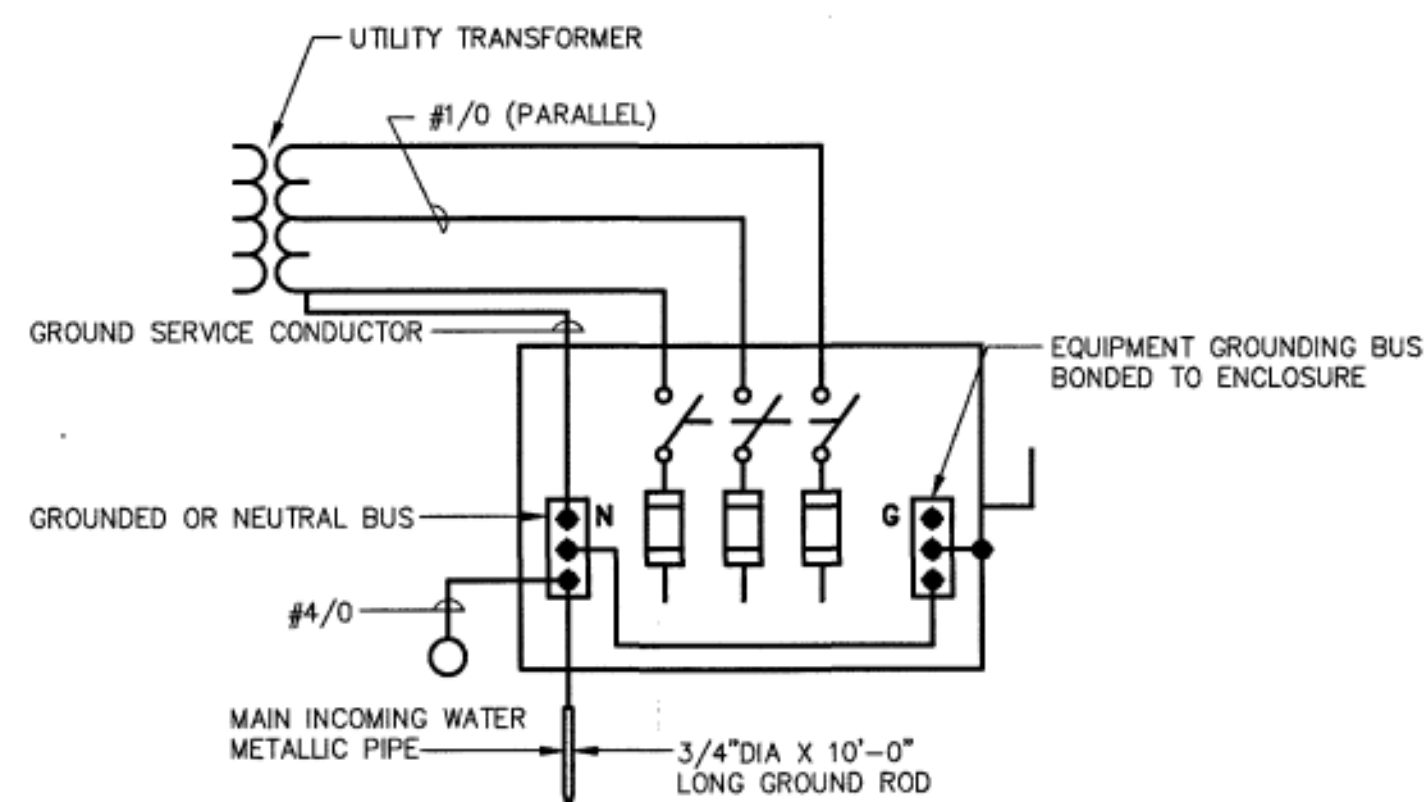 UTILITY TRANSFORMER
#1/0 (PARALLEL)
GROUND SERVICE CONDUCTOR
EQUIPMENT GROUNDING BUS
BONDED TO ENCLOSURE
GROUNDED OR NEUTRAL BUS
N
G
#4/0
MAIN INCOMING WATER
METALLIC PIPE
3/4"DIA X 10'-0"
LONG GROUND ROD